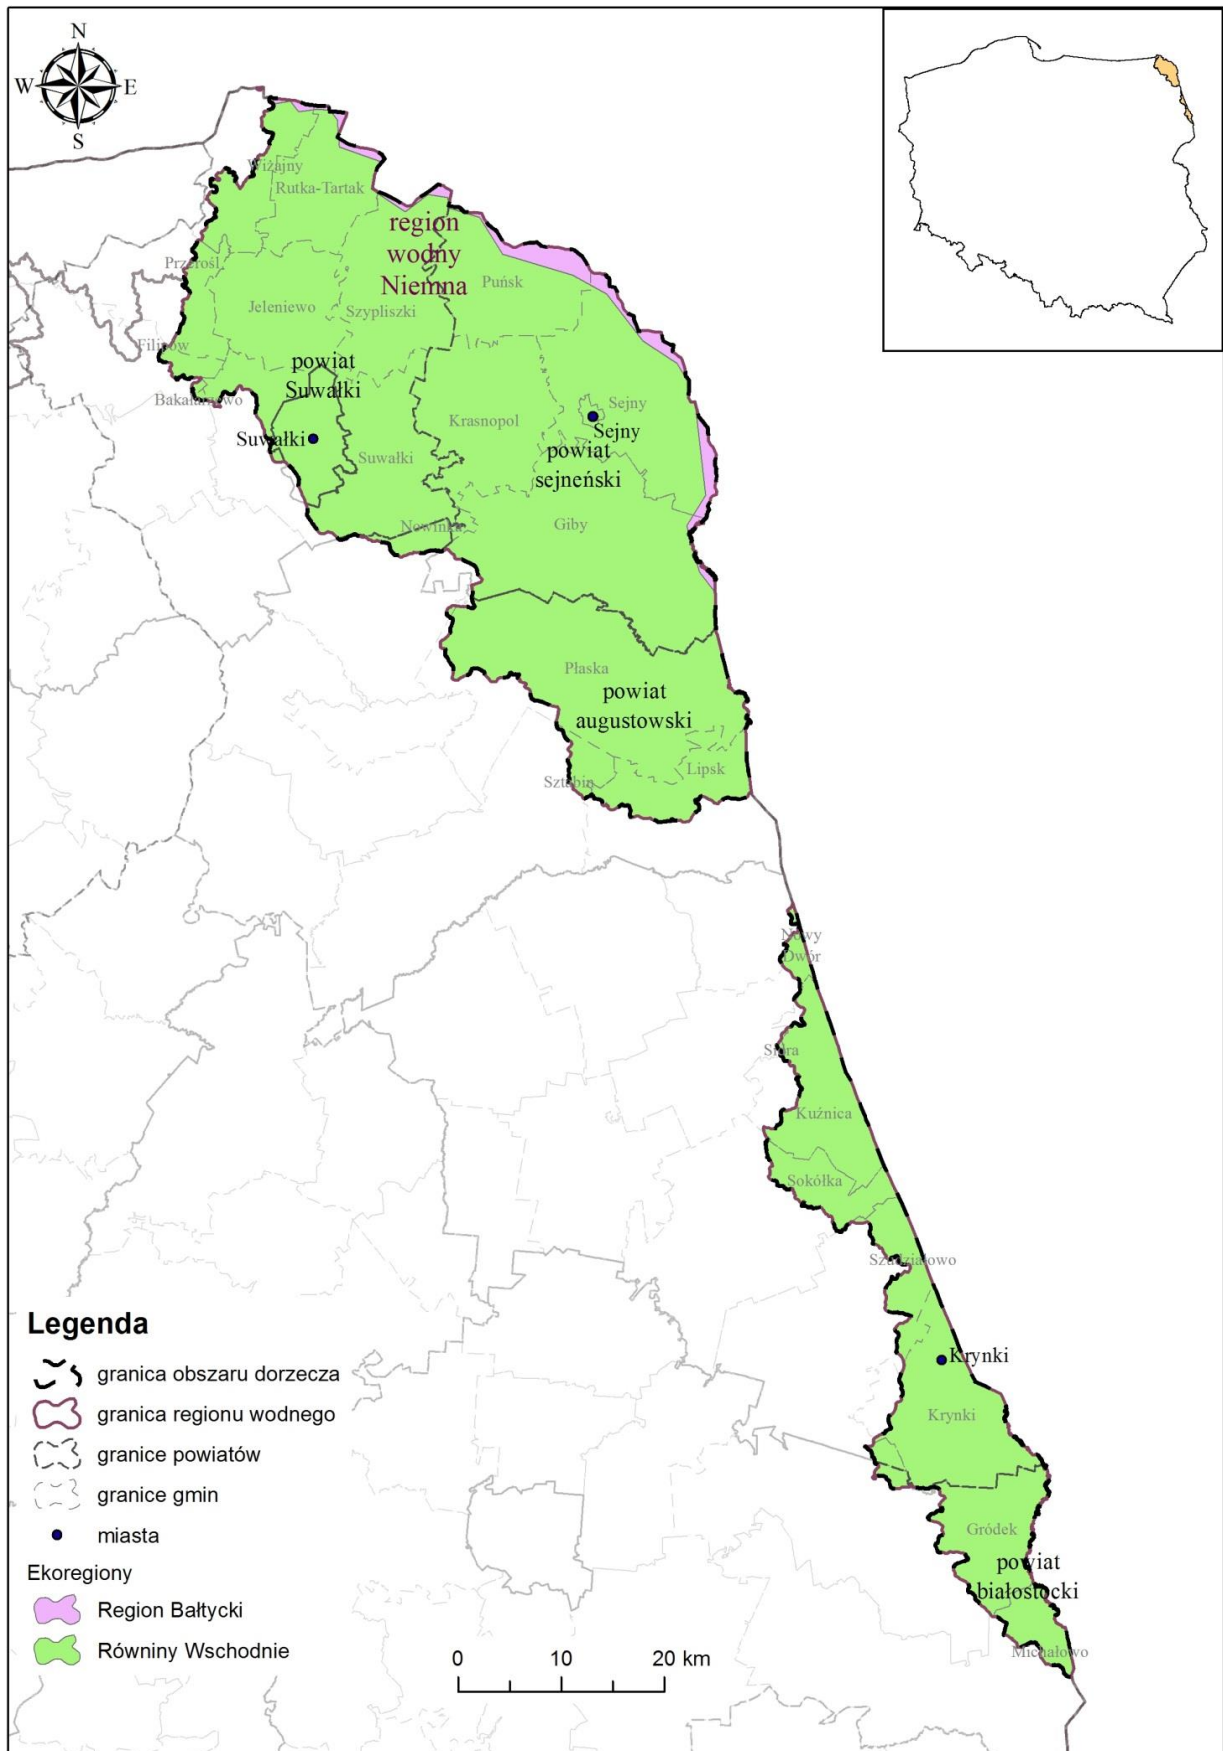 N
W
E
S
Wiżajny
Rutka-Tartak
region
wodny
Niemna
Przerośl
Puńsk
Jeleniewo
Szypliszki
Filipów
powiat
Suwałki
Bakałarzewo
Sejny
Krasnopol
Sejny
Suwałki
powiat
sejneński
Suwałki
Nowinka
Giby
Płaska
powiat
augustowski
Lipsk
Sztabin
Nowy
Dwór
Sidra
Kuźnica
Sokółka
Szudziałowo
Krynki
Krynki
Gródek
powiat
białostocki
Michałowo
Legenda
granica obszaru dorzecza
granica regionu wodnego
granice powiatów
granice gmin
miasta
Ekoregiony
Region Bałtycki
Równiny Wschodnie
0 10 20 km